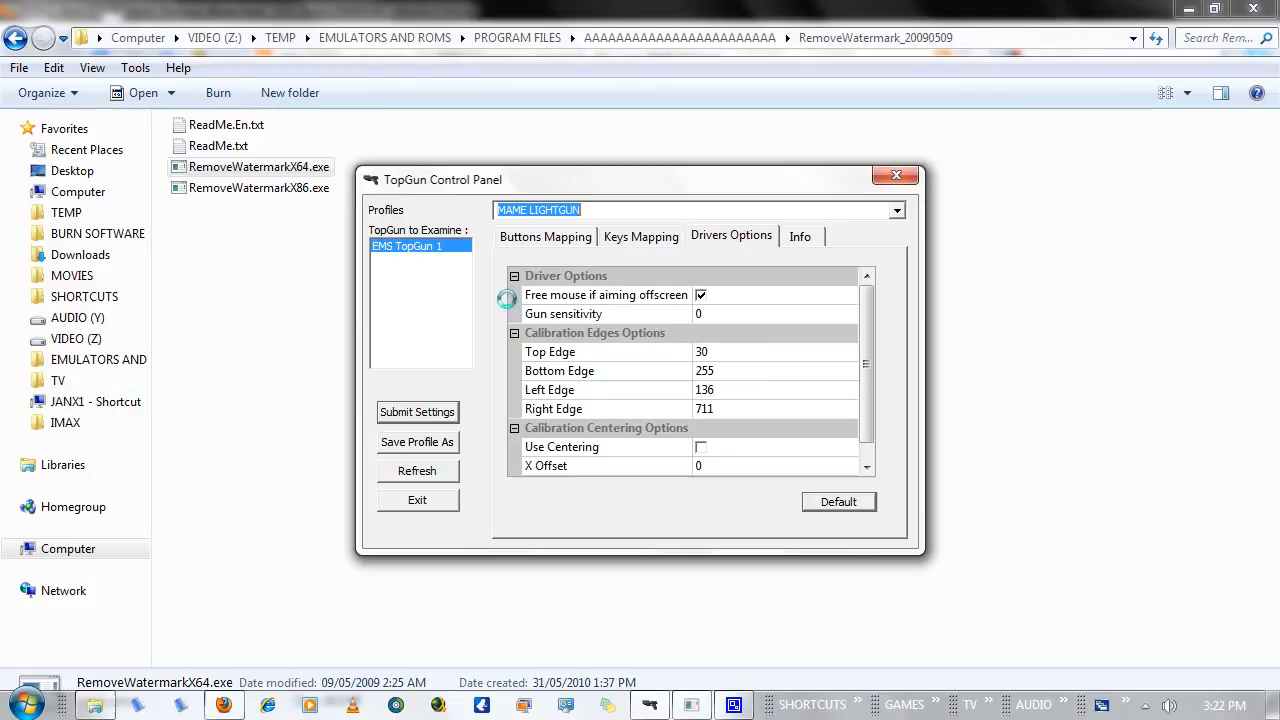 Computer VIDEO (Z:) TEMP EMULATORS AND ROMS PROGRAM FILES AAAAAAAAAAAAAAAAAAAAAAAAA RemoveWatermark_20090509
Search Rem...
File Edit View Tools Help
Organize Open Burn New folder
Favorites
Recent Places
Desktop
Computer
TEMP
BURN SOFTWARE
Downloads
MOVIES
SHORTCUTS
AUDIO (Y:)
VIDEO (Z:)
EMULATORS AND
TV
JANX1 - Shortcut
IMAX
Libraries
Homegroup
Computer
Network
ReadMe.En.txt
ReadMe.txt
RemoveWatermarkX64.exe
RemoveWatermarkX86.exe
TopGun Control Panel
Profiles
MAME LIGHTGUN
TopGun to Examine :
EMS TopGun 1
Buttons Mapping Keys Mapping Drivers Options Info
Driver Options
Free mouse if aiming offscreen
Gun sensitivity 0
Calibration Edges Options
Top Edge 30
Bottom Edge 255
Left Edge 136
Right Edge 711
Calibration Centering Options
Use Centering
X Offset 0
Submit Settings
Save Profile As
Refresh
Exit
Default
RemoveWatermarkX64.exe Date modified: 09/05/2009 2:25 AM Date created: 31/05/2010 1:37 PM
SHORTCUTS » GAMES » TV » AUDIO » » 3:22 PM